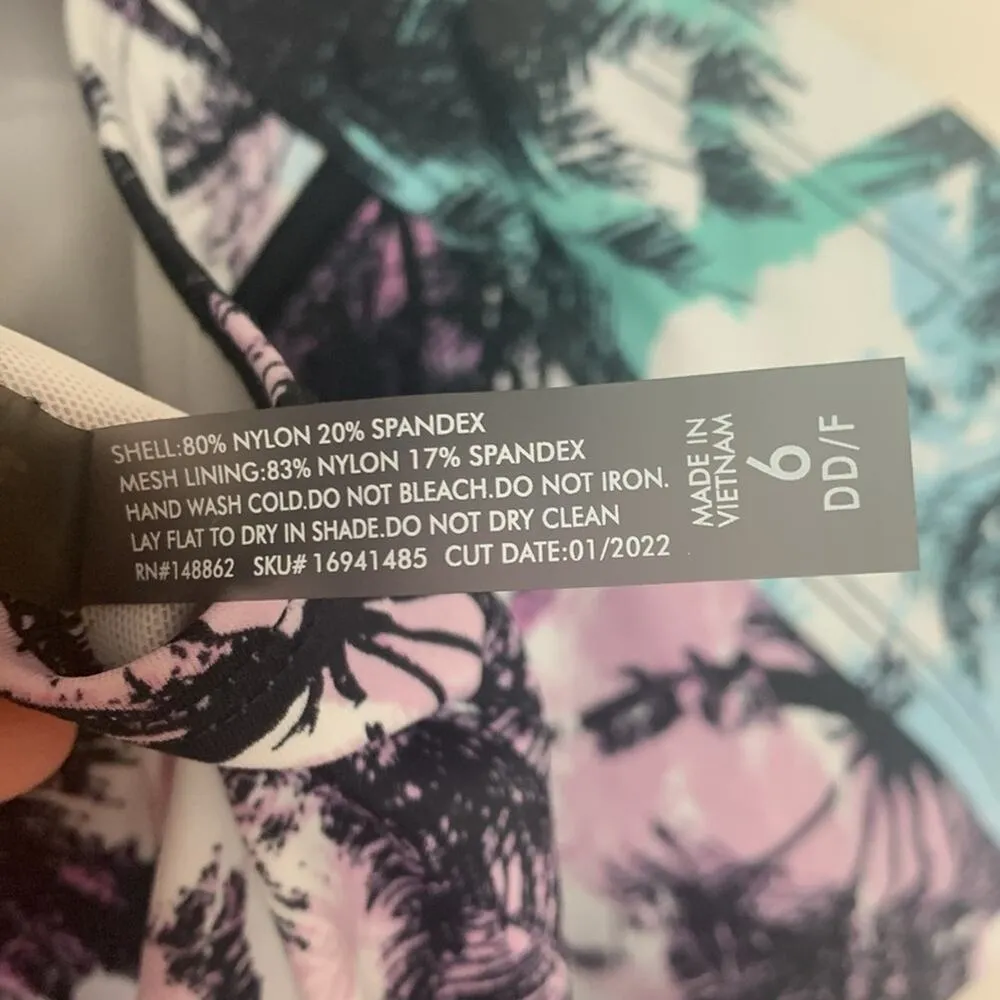 SHELL:80% NYLON 20% SPANDEX
MESH LINING:83% NYLON 17% SPANDEX
HAND WASH COLD.DO NOT BLEACH.DO NOT IRON.
LAY FLAT TO DRY IN SHADE.DO NOT DRY CLEAN
RN#148862 SKU# 16941485 CUT DATE:01/2022
MADE IN
VIETNAM
6
DD/F